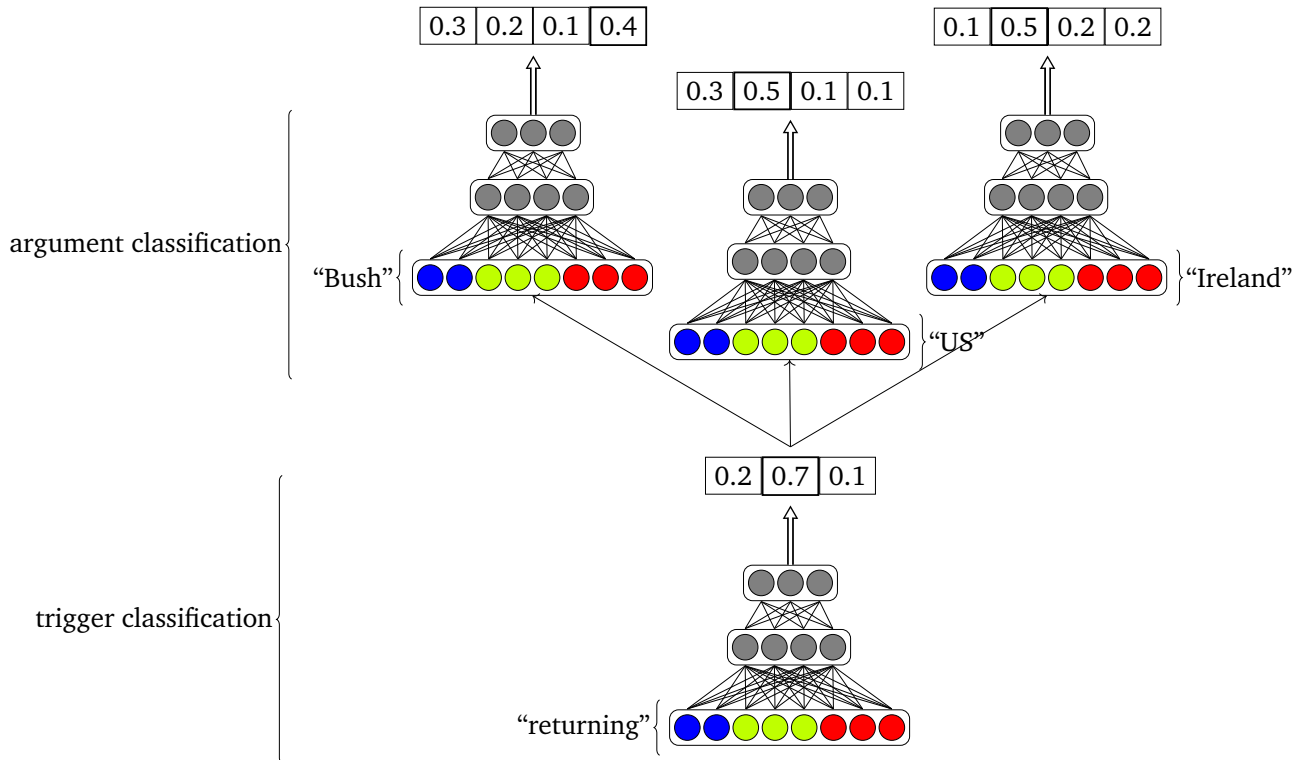 0.3 0.2 0.1 0.4
0.1 0.5 0.2 0.2
0.3 0.5 0.1 0.1
argument classification
“Bush”
“Ireland”
“US”
0.2 0.7 0.1
trigger classification
“returning”